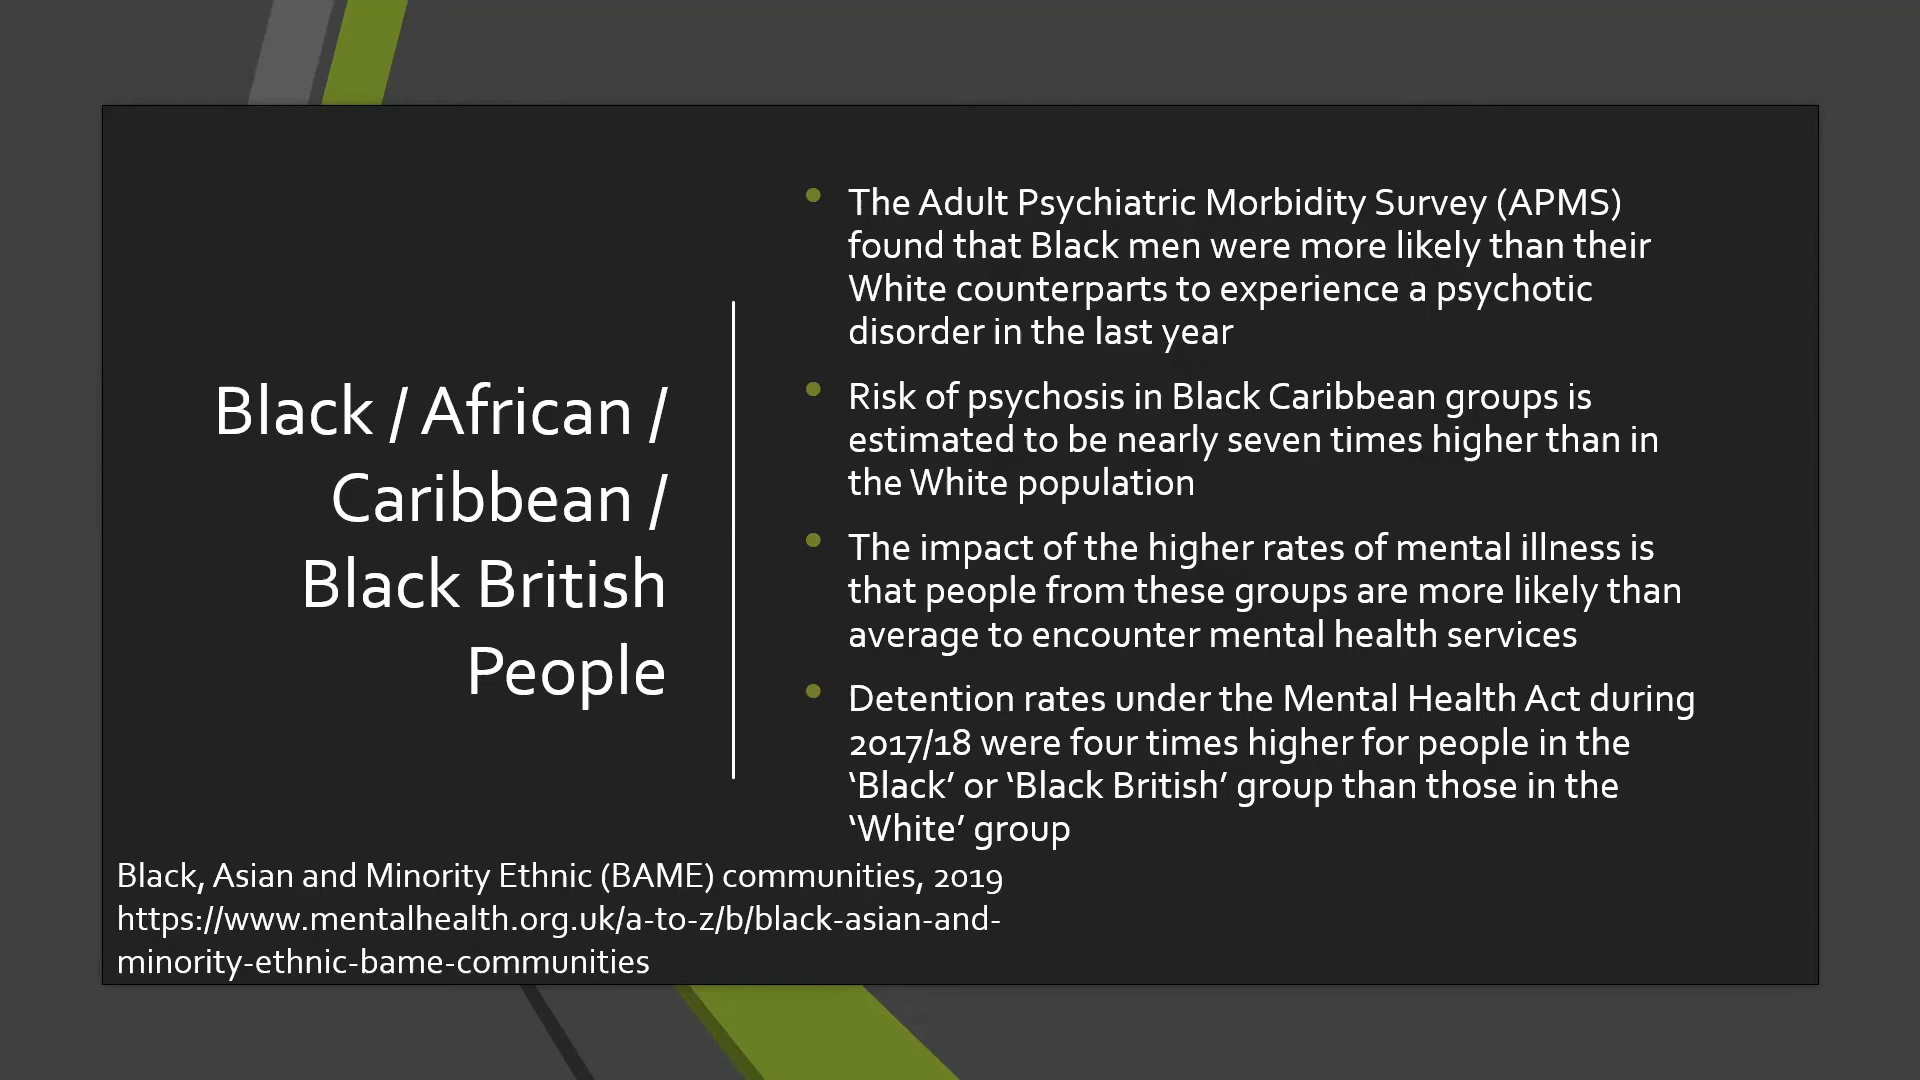 Black / African /
Caribbean /
Black British
People
The Adult Psychiatric Morbidity Survey (APMS)
found that Black men were more likely than their
White counterparts to experience a psychotic
disorder in the last year
Risk of psychosis in Black Caribbean groups is
estimated to be nearly seven times higher than in
the White population
The impact of the higher rates of mental illness is
that people from these groups are more likely than
average to encounter mental health services
Detention rates under the Mental Health Act during
2017/18 were four times higher for people in the
‘Black’ or ‘Black British’ group than those in the
‘White’ group
Black, Asian and Minority Ethnic (BAME) communities, 2019
https://www.mentalhealth.org.uk/a-to-z/b/black-asian-and-
minority-ethnic-bame-communities